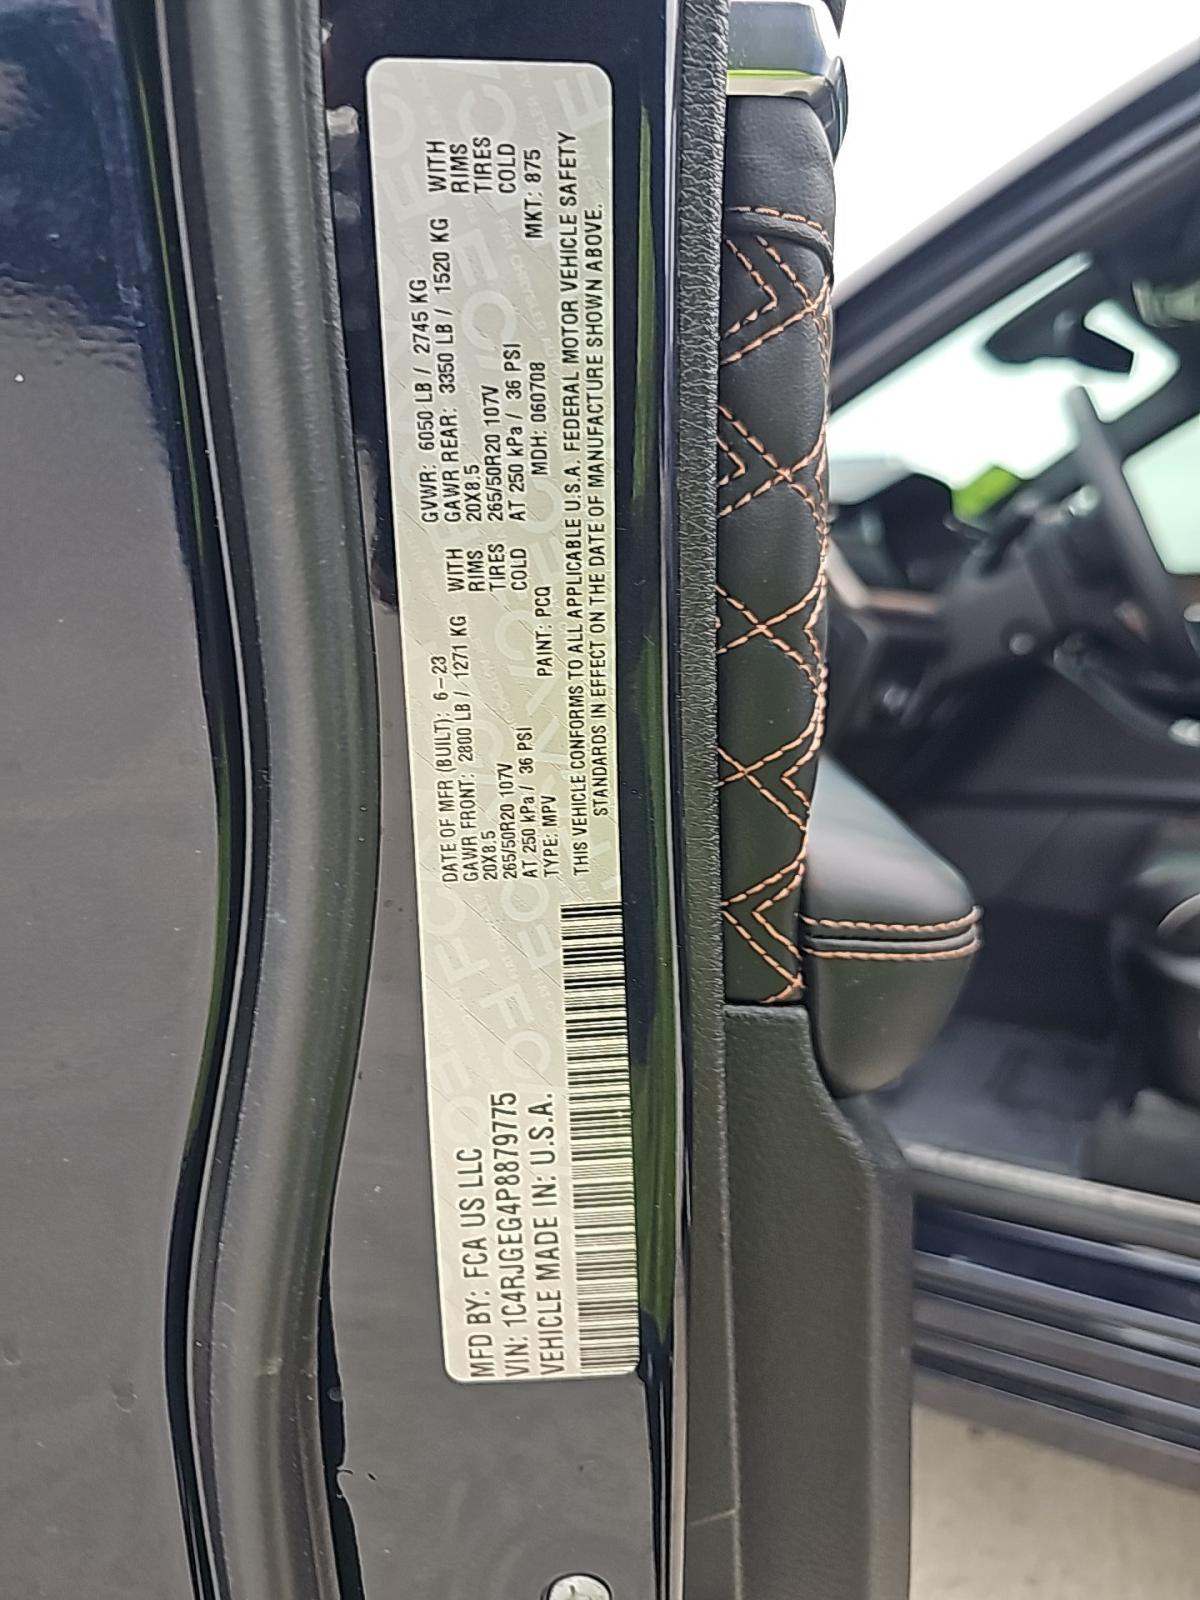 MFD BY: FCA US LLC
VIN: 1C4RJGEG4P8879775
VEHICLE MADE IN: U.S.A.
DATE OF MFR (BUILT): 6-23
GAWR FRONT: 2800 LB / 1271 KG WITH
20X8.5 RIMS
265/50R20 107V TIRES
AT 250 kPa / 36 PSI COLD
TYPE: MPV PAINT: PCQ
GVWR: 6050 LB / 2745 KG
GAWR REAR: 3350 LB / 1520 KG WITH
20X8.5 RIMS
265/50R20 107V TIRES
AT 250 kPa / 36 PSI COLD
MDH: 060708 MKT: 875
THIS VEHICLE CONFORMS TO ALL APPLICABLE U.S.A. FEDERAL MOTOR VEHICLE SAFETY
STANDARDS IN EFFECT ON THE DATE OF MANUFACTURE SHOWN ABOVE.